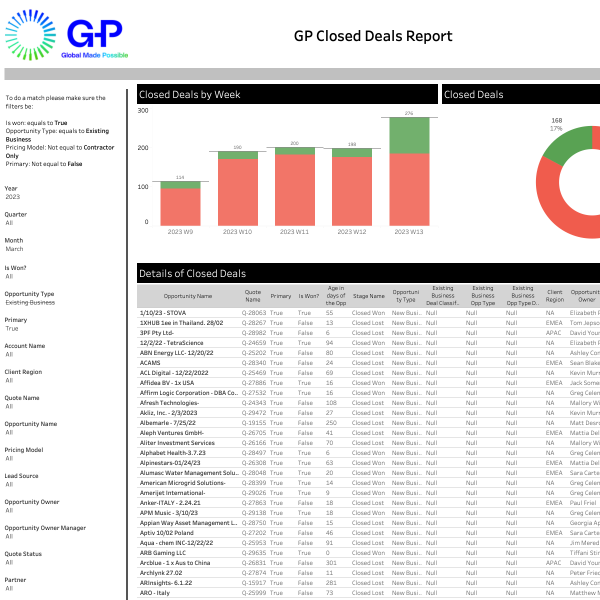 G-P
Global Made Possible
GP Closed Deals Report
To do a match please make sure the
filters be:
Is won: equals to True
Opportunity Type: equals to Existing
Business
Pricing Model: Not equal to Contractor
Only
Primary: Not equal to False
Year
2023
Quarter
All
Month
March
Is Won?
All
Opportunity Type
Existing Business
Primary
True
Account Name
All
Client Region
All
Quote Name
All
Opportunity Name
All
Pricing Model
All
Lead Source
All
Opportunity Owner
All
Opportunity Owner Manager
All
Quote Status
All
Partner
All
Closed Deals by Week
300
200
100
0
114
190
200
198
276
2023 W9 2023 W10 2023 W11 2023 W12 2023 W13
Closed Deals
168
17%
Details of Closed Deals
Opportunity Name Quote Name Primary Is Won? Age in days of the Opp Stage Name Opportun ity Type Existing Business Deal Classif.. Existing Business Opp Type Existing Business Opp Type D.. Client Region Opportunit Owner
1/10/23 - STOVA Q-28063 True True 55 Closed Won New Busi.. Null Null Null NA Elizabeth F
1XHUB 1ee in Thailand. 28/02 Q-28267 True False 13 Closed Lost New Busi.. Null Null Null EMEA Tom Jepso
3PF Pty Ltd- Q-28982 True False 6 Closed Lost New Busi.. Null Null Null APAC David Your
12/2/22 - TetraScience Q-24659 True True 94 Closed Won New Busi.. Null Null Null NA Elizabeth F
ABN Energy LLC- 12/20/22 Q-25202 True False 80 Closed Lost New Busi.. Null Null Null NA Ashley Con
ACAMS Q-28340 True False 24 Closed Lost New Busi.. Null Null Null EMEA Sean Blake
ACL Digital - 12/22/2022 Q-25469 True False 69 Closed Lost New Busi.. Null Null Null NA Kevin Murr
Affidea BV - 1x USA Q-27886 True True 16 Closed Won New Busi.. Null Null Null EMEA Jack Some
Affirm Logic Corporation - DBA Co.. Q-27532 True True 16 Closed Won New Busi.. Null Null Null NA Greg Celen
Afresh Technologies- Q-24343 True False 108 Closed Lost New Busi.. Null Null Null NA Mallory Wi
Akliz, Inc. - 2/3/2023 Q-29472 True False 27 Closed Lost New Busi.. Null Null Null NA Kevin Murr
Albemarle - 7/25/22 Q-19155 True False 250 Closed Lost New Busi.. Null Null Null NA Matt Desro
Aleph Ventures GmbH- Q-26705 True False 41 Closed Lost New Busi.. Null Null Null EMEA Mattia Del
Aliter Investment Services Q-26166 True False 70 Closed Lost New Busi.. Null Null Null NA Mallory Wi
Alphabet Health-3.7.23 Q-28497 True True 6 Closed Won New Busi.. Null Null Null NA Greg Celen
Alpinestars-01/24/23 Q-26308 True False 63 Closed Lost New Busi.. Null Null Null EMEA Mattia Del
Alumasc Water Management Solu.. Q-28048 True True 20 Closed Won New Busi.. Null Null Null EMEA Sara Carte
American Microgrid Solutions- Q-28399 True True 14 Closed Won New Busi.. Null Null Null NA Greg Celen
Amerijet International- Q-29026 True True 9 Closed Won New Busi.. Null Null Null NA Greg Celen
Anker-ITALY - 2.24.21 Q-27863 True False 18 Closed Lost New Busi.. Null Null Null EMEA Paul Friel
APM Music - 3/10/23 Q-29138 True True 18 Closed Won New Busi.. Null Null Null NA Greg Celen
Appian Way Asset Management L.. Q-28750 True False 15 Closed Lost New Busi.. Null Null Null NA Georgia Ap
Aptiv 10/02 Poland Q-27202 True False 46 Closed Lost New Busi.. Null Null Null EMEA Sara Carte
Aqua - chem INC-12/22/22 Q-25953 True False 91 Closed Lost New Busi.. Null Null Null NA Jim Mered
ARB Gaming LLC Q-29635 True True 0 Closed Won New Busi.. Null Null Null NA Tiffani Stin
Arcblue - 1 x Aus to China Q-26831 True False 301 Closed Lost New Busi.. Null Null Null APAC David Your
Archlynk 27.02 Q-27874 True False 11 Closed Lost New Busi.. Null Null Null NA Peter Fried
ARInsights- 6.1.22 Q-15917 True False 281 Closed Lost New Busi.. Null Null Null NA Ashley Con
ARO - Italy Q-25999 True False 73 Closed Lost New Busi.. Null Null Null NA Matthew M